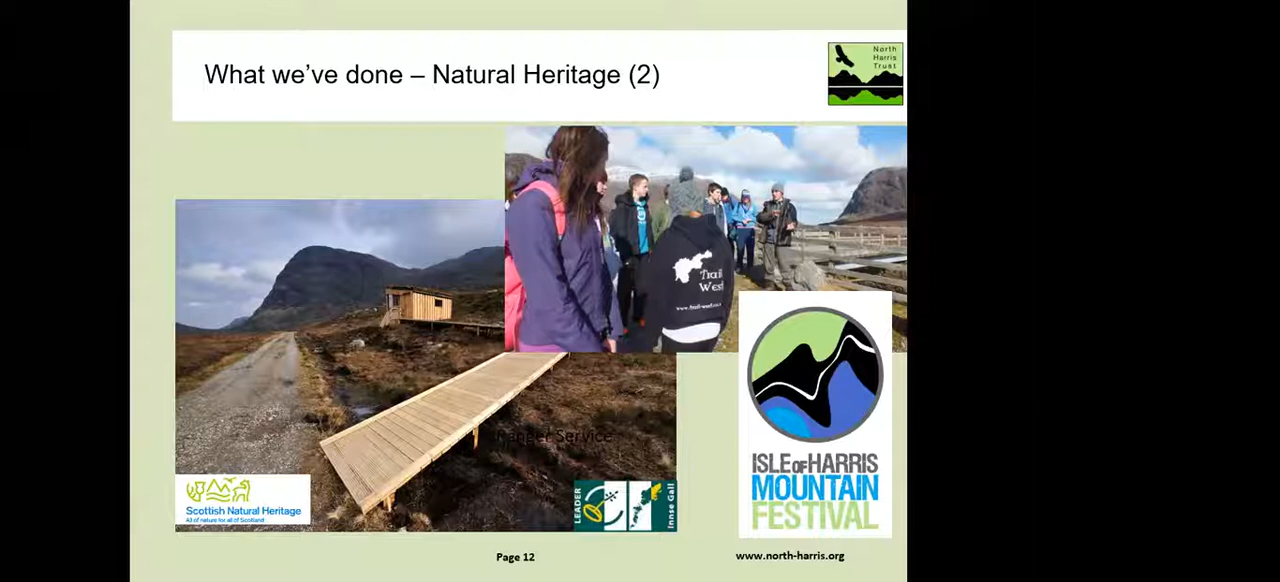 What we've done – Natural Heritage (2)
North
Harris
Trust
Trail
West
Ranger Service
Scottish Natural Heritage
All of nature for all of Scotland
LEADER
Innse Gall
ISLE OF HARRIS
MOUNTAIN
FESTIVAL
Page 12
www.north-harris.org